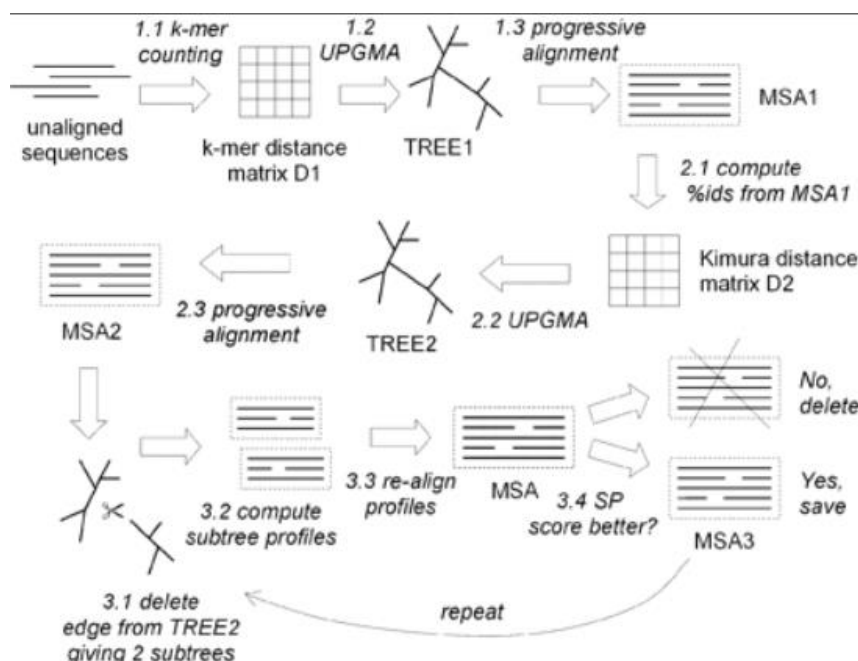 1.1 k-mer
counting
1.2
UPGMA
1.3 progressive
alignment
unaligned
sequences
k-mer distance
matrix D1
TREE1
MSA1
2.1 compute
%ids from MSA1
Kimura distance
matrix D2
2.2 UPGMA
TREE2
2.3 progressive
alignment
MSA2
3.1 delete
edge from TREE2
giving 2 subtrees
3.2 compute
subtree profiles
3.3 re-align
profiles
MSA
3.4 SP
score better?
No,
delete
Yes,
save
MSA3
repeat